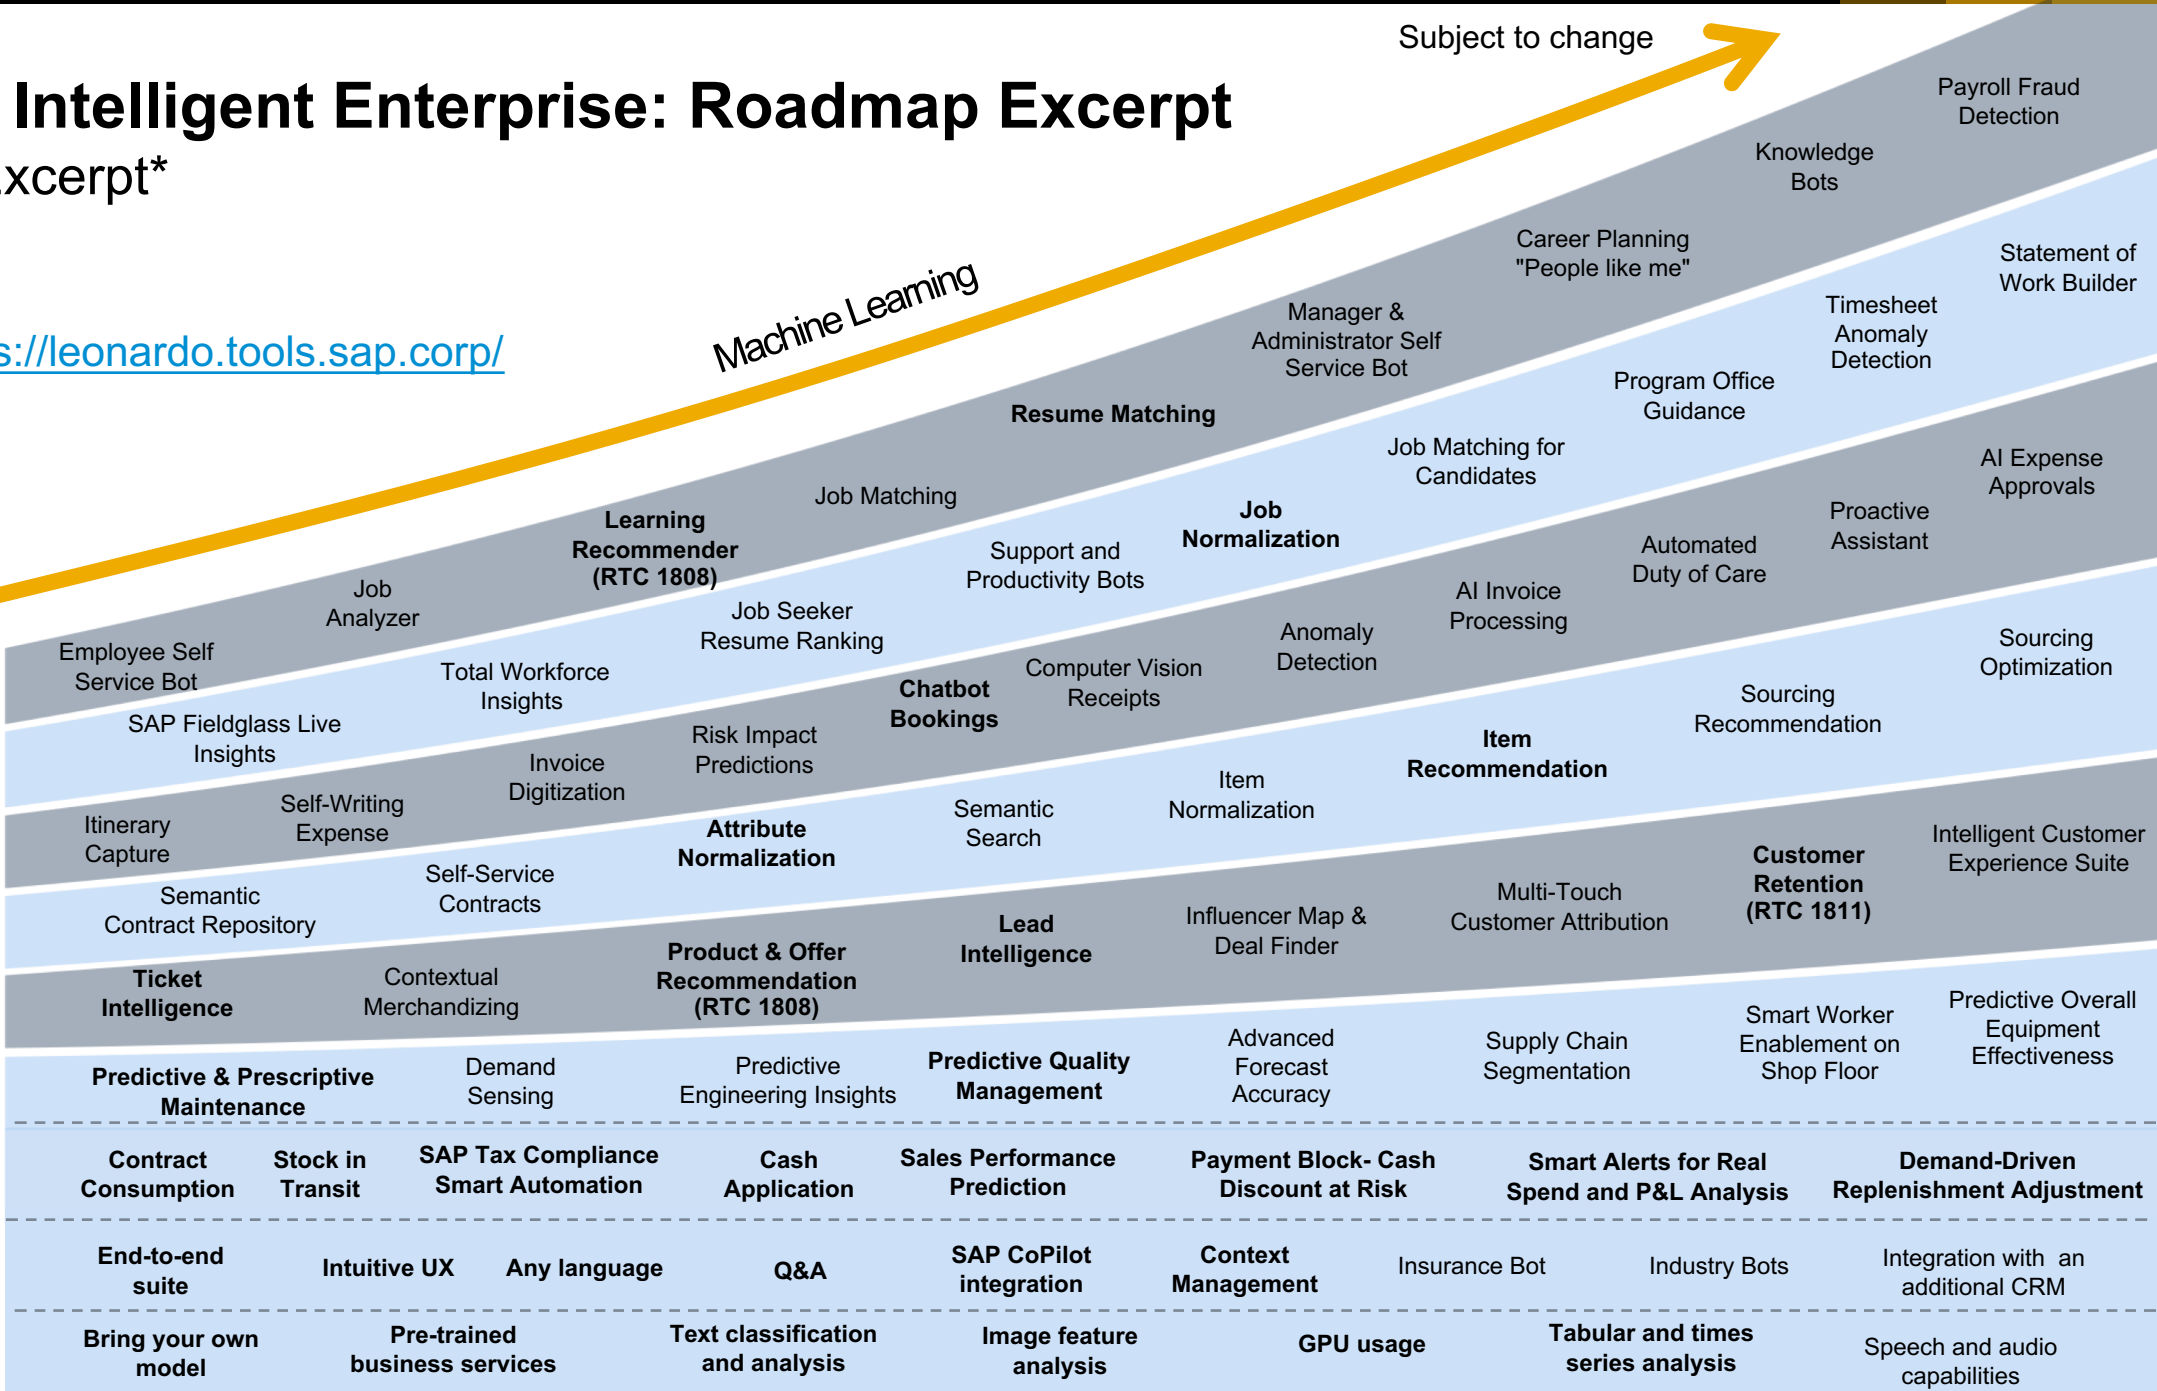 Subject to change
Intelligent Enterprise: Roadmap Excerpt
xcerpt*
s://leonardo.tools.sap.corp/
Machine Learning
Employee Self
Service Bot
Job
Analyzer
Learning
Recommender
(RTC 1808)
Job Matching
Resume Matching
Manager &
Administrator Self
Service Bot
Career Planning
"People like me"
Knowledge
Bots
Payroll Fraud
Detection
SAP Fieldglass Live
Insights
Total Workforce
Insights
Job Seeker
Resume Ranking
Support and
Productivity Bots
Job
Normalization
Job Matching for
Candidates
Program Office
Guidance
Timesheet
Anomaly
Detection
Statement of
Work Builder
Itinerary
Capture
Self-Writing
Expense
Invoice
Digitization
Risk Impact
Predictions
Chatbot
Bookings
Computer Vision
Receipts
Anomaly
Detection
AI Invoice
Processing
Automated
Duty of Care
Proactive
Assistant
AI Expense
Approvals
Semantic
Contract Repository
Self-Service
Contracts
Attribute
Normalization
Semantic
Search
Item
Normalization
Item
Recommendation
Sourcing
Recommendation
Sourcing
Optimization
Ticket
Intelligence
Contextual
Merchandizing
Product & Offer
Recommendation
(RTC 1808)
Lead
Intelligence
Influencer Map &
Deal Finder
Multi-Touch
Customer Attribution
Customer
Retention
(RTC 1811)
Intelligent Customer
Experience Suite
Predictive & Prescriptive
Maintenance
Demand
Sensing
Predictive
Engineering Insights
Predictive Quality
Management
Advanced
Forecast
Accuracy
Supply Chain
Segmentation
Smart Worker
Enablement on
Shop Floor
Predictive Overall
Equipment
Effectiveness
Contract
Consumption
Stock in
Transit
SAP Tax Compliance
Smart Automation
Cash
Application
Sales Performance
Prediction
Payment Block- Cash
Discount at Risk
Smart Alerts for Real
Spend and P&L Analysis
Demand-Driven
Replenishment Adjustment
End-to-end
suite
Intuitive UX
Any language
Q&A
SAP CoPilot
integration
Context
Management
Insurance Bot
Industry Bots
Integration with an
additional CRM
Bring your own
model
Pre-trained
business services
Text classification
and analysis
Image feature
analysis
GPU usage
Tabular and times
series analysis
Speech and audio
capabilities